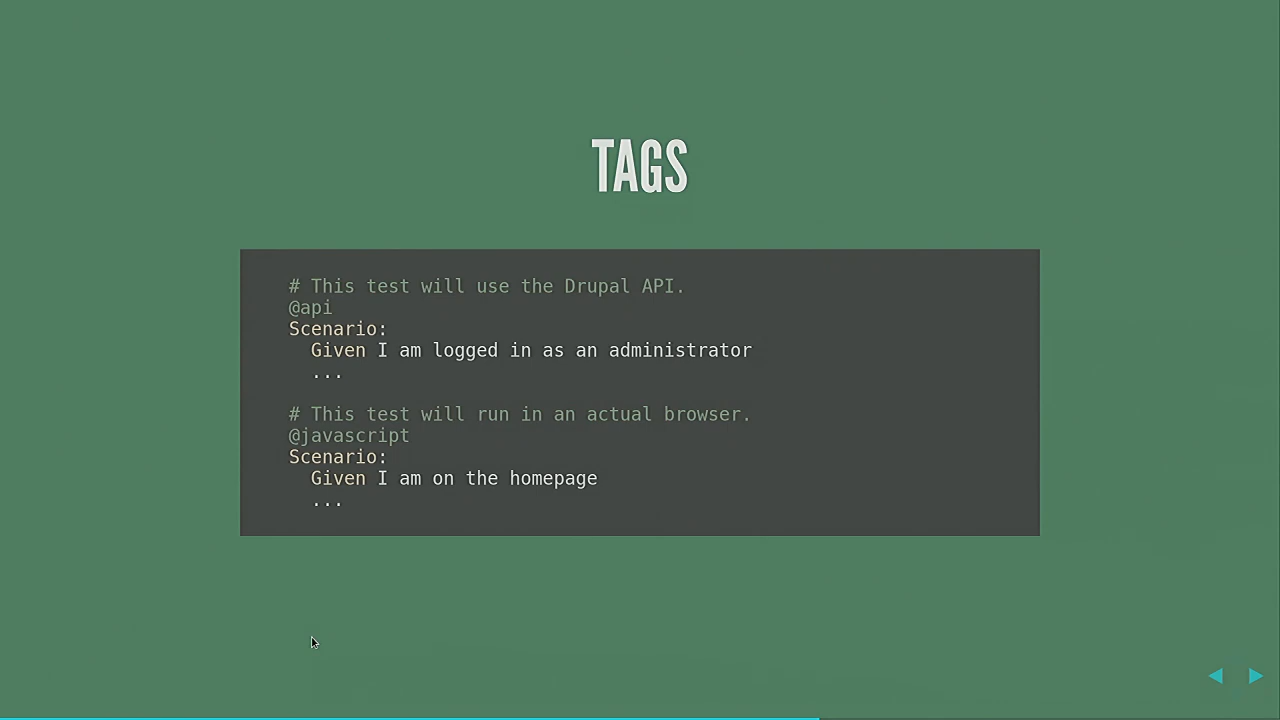 TAGS
# This test will use the Drupal API.
@api
Scenario:
Given I am logged in as an administrator
...
# This test will run in an actual browser.
@javascript
Scenario:
Given I am on the homepage
...